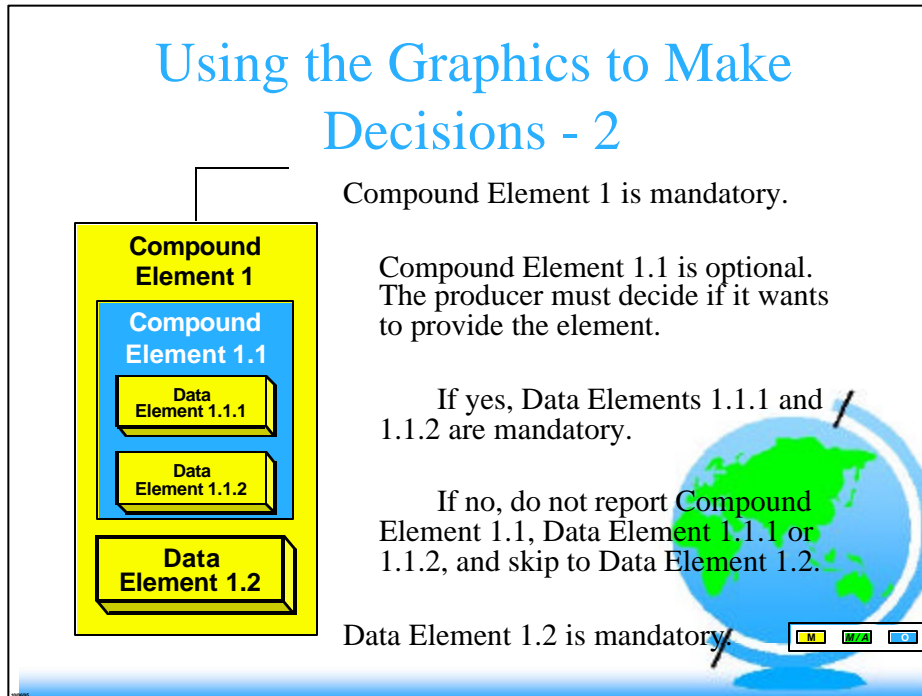 Using the Graphics to Make
Decisions - 2
Compound Element 1 is mandatory.
Compound
Element 1
Compound Element 1.1 is optional.
The producer must decide if it wants
to provide the element.
Compound
Element 1.1
Data
Element 1.1.1
If yes, Data Elements 1.1.1 and
1.1.2 are mandatory.
Data
Element 1.1.2
If no, do not report Compound
Element 1.1, Data Element 1.1.1 or
1.1.2, and skip to Data Element 1.2.
Data
Element 1.2
Data Element 1.2 is mandatory.
M M/A O